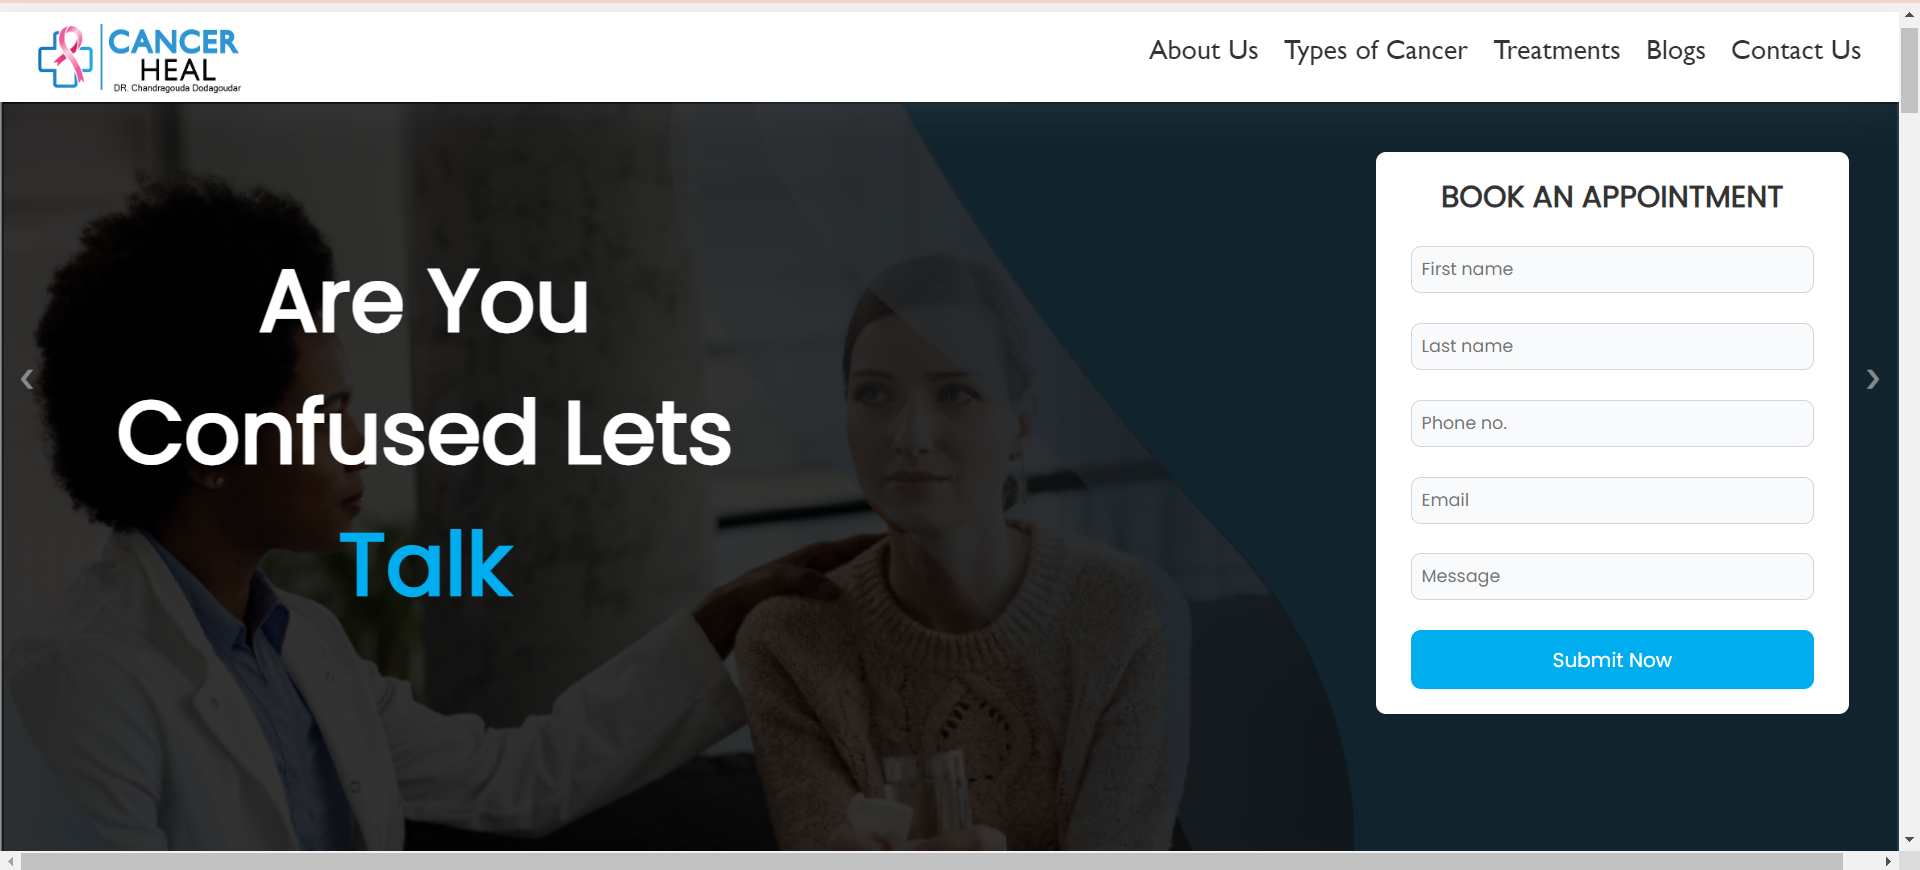 CANCER
HEAL
DR. Chandragouda Dodagoudar
About Us
Types of Cancer
Treatments
Blogs
Contact Us
Are You
Confused Lets
Talk
BOOK AN APPOINTMENT
First name
Last name
Phone no.
Email
Message
Submit Now